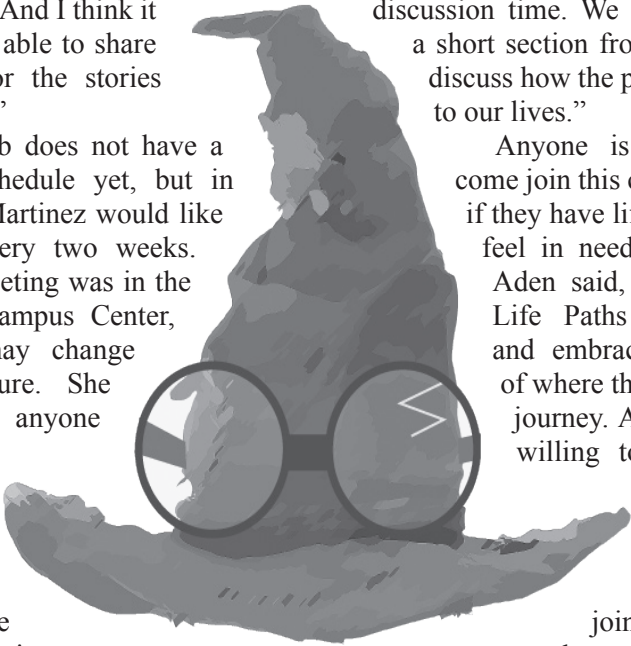 And I think it
able to share
or the stories
”
b does not have a
hedule yet, but in
Martinez would like
ery two weeks.
eting was in the
ampus Center,
may change
ure. She
anyone
discussion time. We
a short section fro
discuss how the p
to our lives.”
Anyone is
come join this
if they have li
feel in need
Aden said,
Life Paths
and embrac
of where th
journey. A
willing to
join